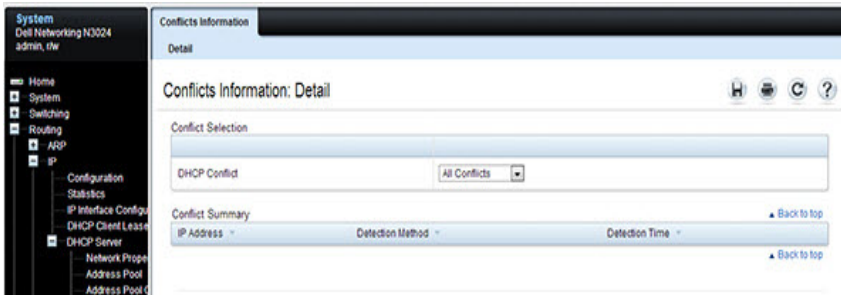 System
Dell Networking N3024
admin, r/w
Home
System
Switching
Routing
ARP
IP
Configuration
Statistics
IP Interface Configu
DHCP Client Lease
DHCP Server
Network Prope
Address Pool
Address Pool
Conflicts Information
Detail
Conflicts Information: Detail
Conflict Selection
DHCP Conflict All Conflicts
Conflict Summary Back to top
IP Address Detection Method Detection Time
Back to top